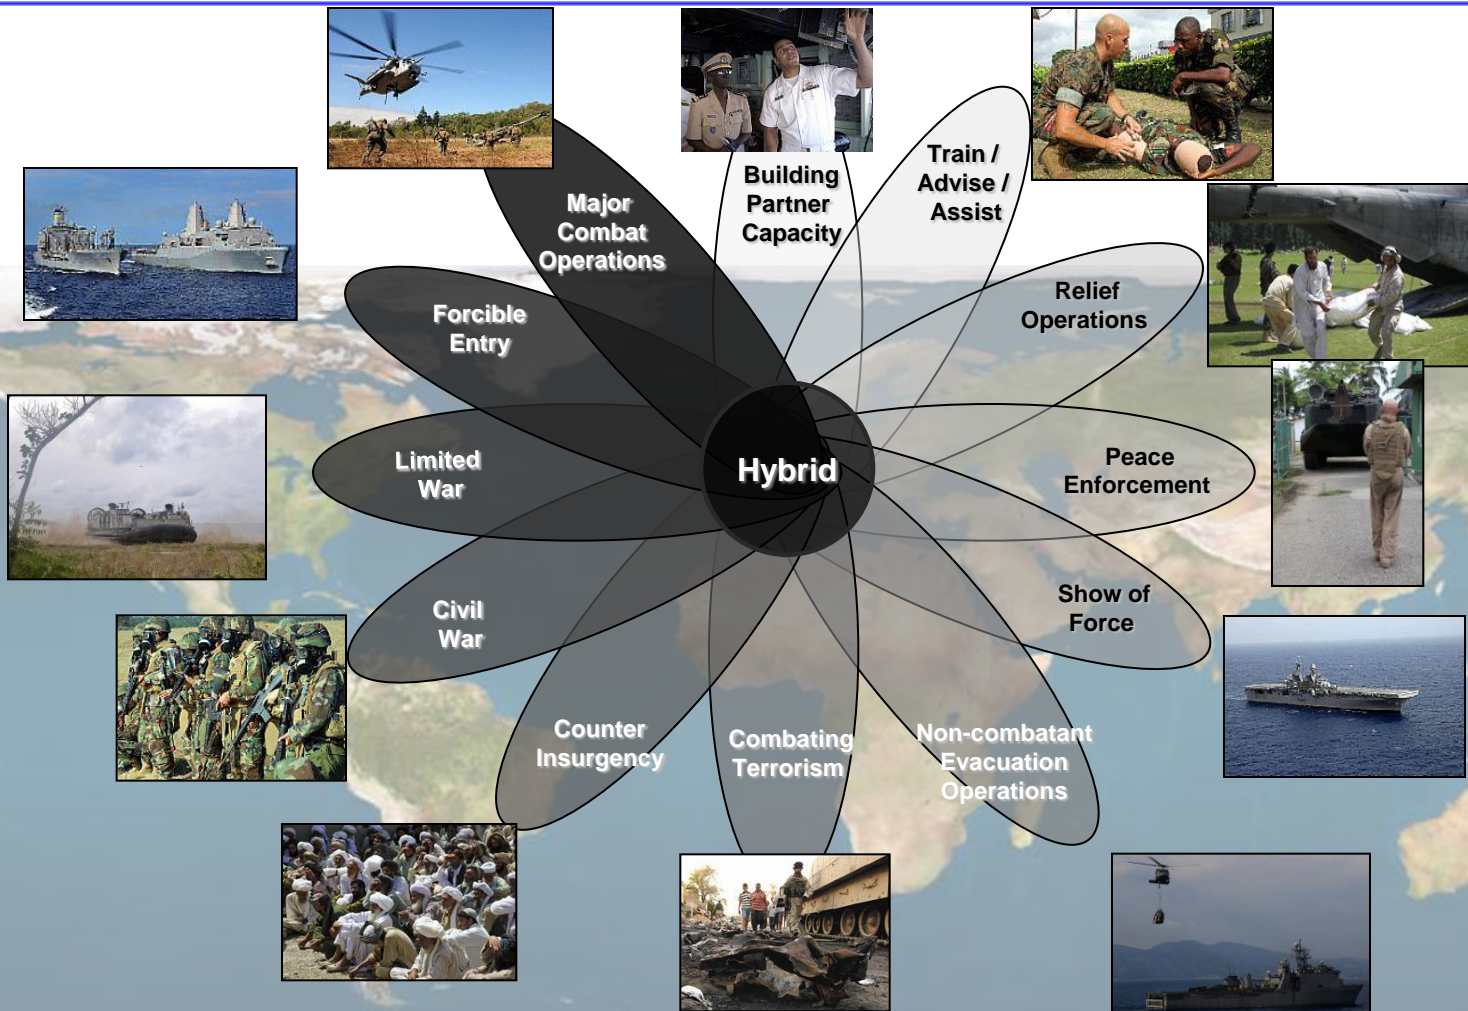 Building
Partner
Capacity
Train /
Advise /
Assist
Relief
Operations
Peace
Enforcement
Show of
Force
Non-combatant
Evacuation
Operations
Combating
Terrorism
Counter
Insurgency
Civil
War
Limited
War
Forcible
Entry
Major
Combat
Operations
Hybrid